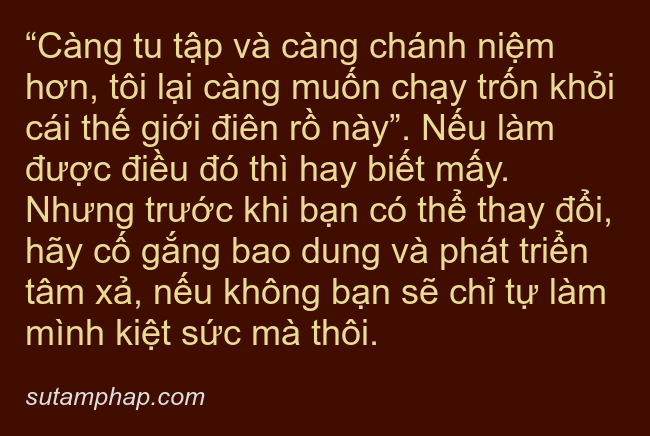 “Càng tu tập và càng chánh niệm
hơn, tôi lại càng muốn chạy trốn khỏi
cái thế giới điên rồ này”. Nếu làm
được điều đó thì hay biết mấy.
Nhưng trước khi bạn có thể thay đổi,
hãy cố gắng bao dung và phát triển
tâm xả, nếu không bạn sẽ chỉ tự làm
mình kiệt sức mà thôi.
sutamphap.com